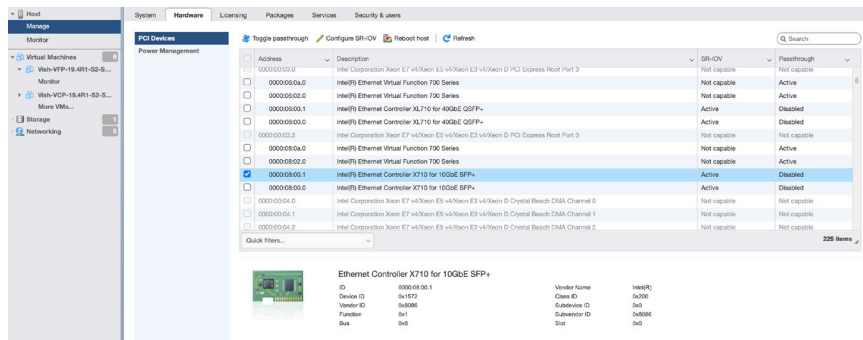 Host
Manage
Monitor
Virtual Machines 8
Vish-VFP-19.4R1-S2-S...
Monitor
Vish-VCP-19.4R1-S2-S...
More VMs...
Storage 1
Networking 5
System Hardware Licensing Packages Services Security & users
PCI Devices
Power Management
Toggle passthrough Configure SR-IOV Reboot host Refresh Search
Address Description SR-IOV Passthrough
0000:00:03.0 Intel Corporation Xeon E7 v4/Xeon E5 v4/Xeon E3 v4/Xeon D PCI Express Root Port 3 Not capable Not capable
0000:06:0a.0 Intel(R) Ethernet Virtual Function 700 Series Not capable Active
0000:06:02.0 Intel(R) Ethernet Virtual Function 700 Series Not capable Active
0000:06:00.1 Intel(R) Ethernet Controller XL710 for 40GbE QSFP+ Active Disabled
0000:06:00.0 Intel(R) Ethernet Controller XL710 for 40GbE QSFP+ Active Disabled
0000:00:03.2 Intel Corporation Xeon E7 v4/Xeon E5 v4/Xeon E3 v4/Xeon D PCI Express Root Port 3 Not capable Not capable
0000:08:0a.0 Intel(R) Ethernet Virtual Function 700 Series Not capable Active
0000:08:02.0 Intel(R) Ethernet Virtual Function 700 Series Not capable Active
0000:08:00.1 Intel(R) Ethernet Controller X710 for 10GbE SFP+ Active Disabled
0000:08:00.0 Intel(R) Ethernet Controller X710 for 10GbE SFP+ Active Disabled
0000:00:04.0 Intel Corporation Xeon E7 v4/Xeon E5 v4/Xeon E3 v4/Xeon D Crystal Beach DMA Channel 0 Not capable Not capable
0000:00:04.1 Intel Corporation Xeon E7 v4/Xeon E5 v4/Xeon E3 v4/Xeon D Crystal Beach DMA Channel 1 Not capable Not capable
0000:00:04.2 Intel Corporation Xeon E7 v4/Xeon E5 v4/Xeon E3 v4/Xeon D Crystal Beach DMA Channel 2 Not capable Not capable
Quick filters... 225 items
Ethernet Controller X710 for 10GbE SFP+
ID 0000:08:00.1 Vendor Name Intel(R)
Device ID 0x1572 Class ID 0x200
Vendor ID 0x8086 Subdevice ID 0x0
Function 0x1 Subvendor ID 0x8086
Bus 0x8 Slot 0x0